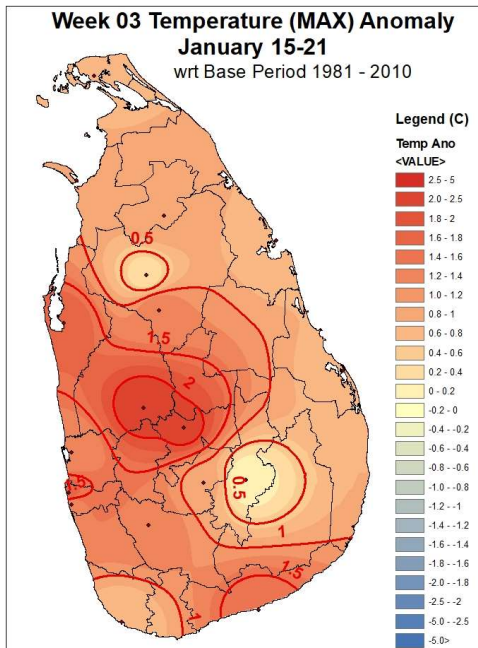 Week 03 Temperature (MAX) Anomaly
January 15-21
wrt Base Period 1981 - 2010
Legend (C)
Temp Ano
<VALUE>
2.5 - 5
2.0 - 2.5
1.8 - 2
1.6 - 1.8
1.4 - 1.6
1.2 - 1.4
1.0 - 1.2
0.8 - 1
0.6 - 0.8
0.4 - 0.6
0.2 - 0.4
0 - 0.2
-0.2 - 0
-0.4 - -0.2
-0.6 - -0.4
-0.8 - -0.6
-1.0 - -0.8
-1.2 - -1
-1.4 - -1.2
-1.6 - -1.4
-1.8 - -1.6
-2.0 - -1.8
-2.5 - -2
-5.0 - -2.5
-5.0>
0.5
1.5
2
0.5
1
1.5
1